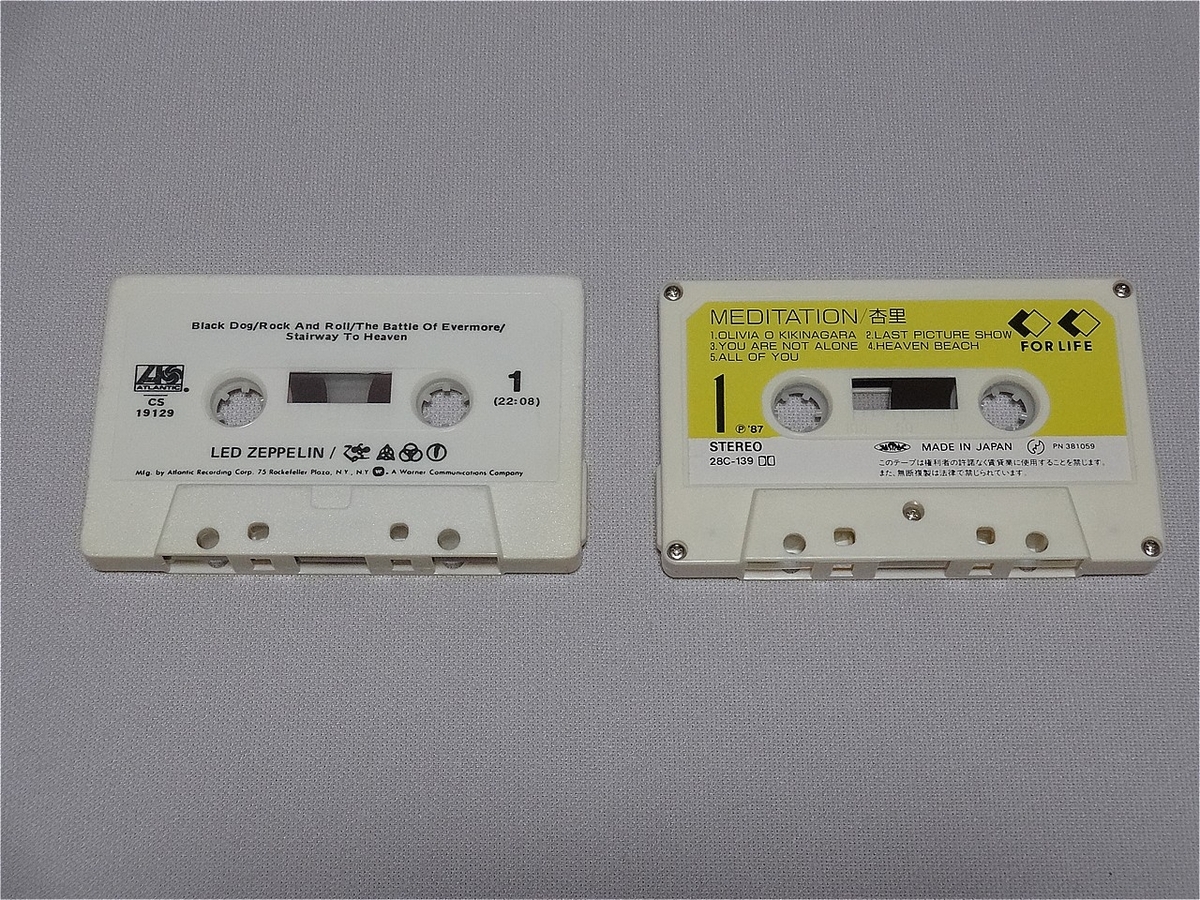 Black Dog/Rock And Roll/The Battle Of Evermore/
Stairway To Heaven
ATLANTIC
CS
19129
1
(22:08)
LED ZEPPELIN /
Mfg. by Atlantic Recording Corp. 75 Rockefeller Plaza, N.Y., N.Y. A Warner Communications Company
MEDITATION/杏里
1.OLIVIA O KIKINAGARA 2.LAST PICTURE SHOW
3.YOU ARE NOT ALONE 4.HEAVEN BEACH
5.ALL OF YOU
FOR LIFE
1
Ⓟ'87
STEREO
28C-139
MADE IN JAPAN
PN 381059
このテープは権利者の許諾なく賃貸業に使用することを禁じます。
また、無断複製は法律で禁じられています。